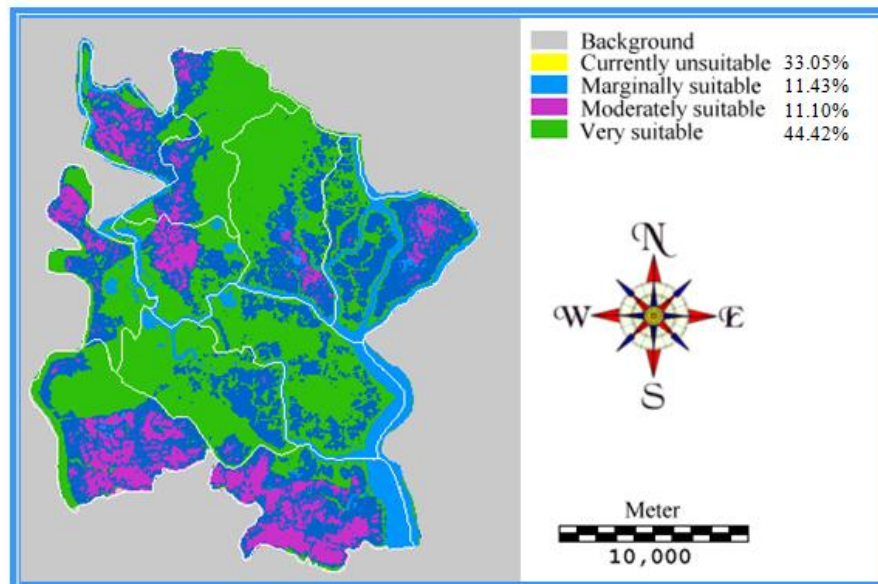 Background
Currently unsuitable 33.05%
Marginally suitable 11.43%
Moderately suitable 11.10%
Very suitable 44.42%
N
W E
S
Meter
10,000